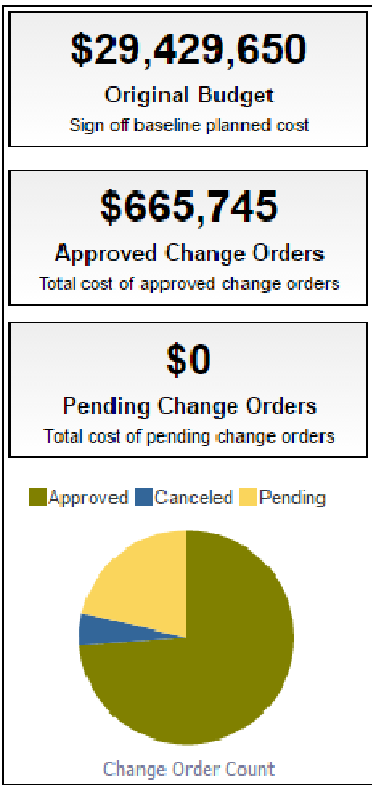 $29,429,650
Original Budget
Sign off baseline planned cost
$665,745
Approved Change Orders
Total cost of approved change orders
$0
Pending Change Orders
Total cost of pending change orders
Approved Canceled Pending
Change Order Count